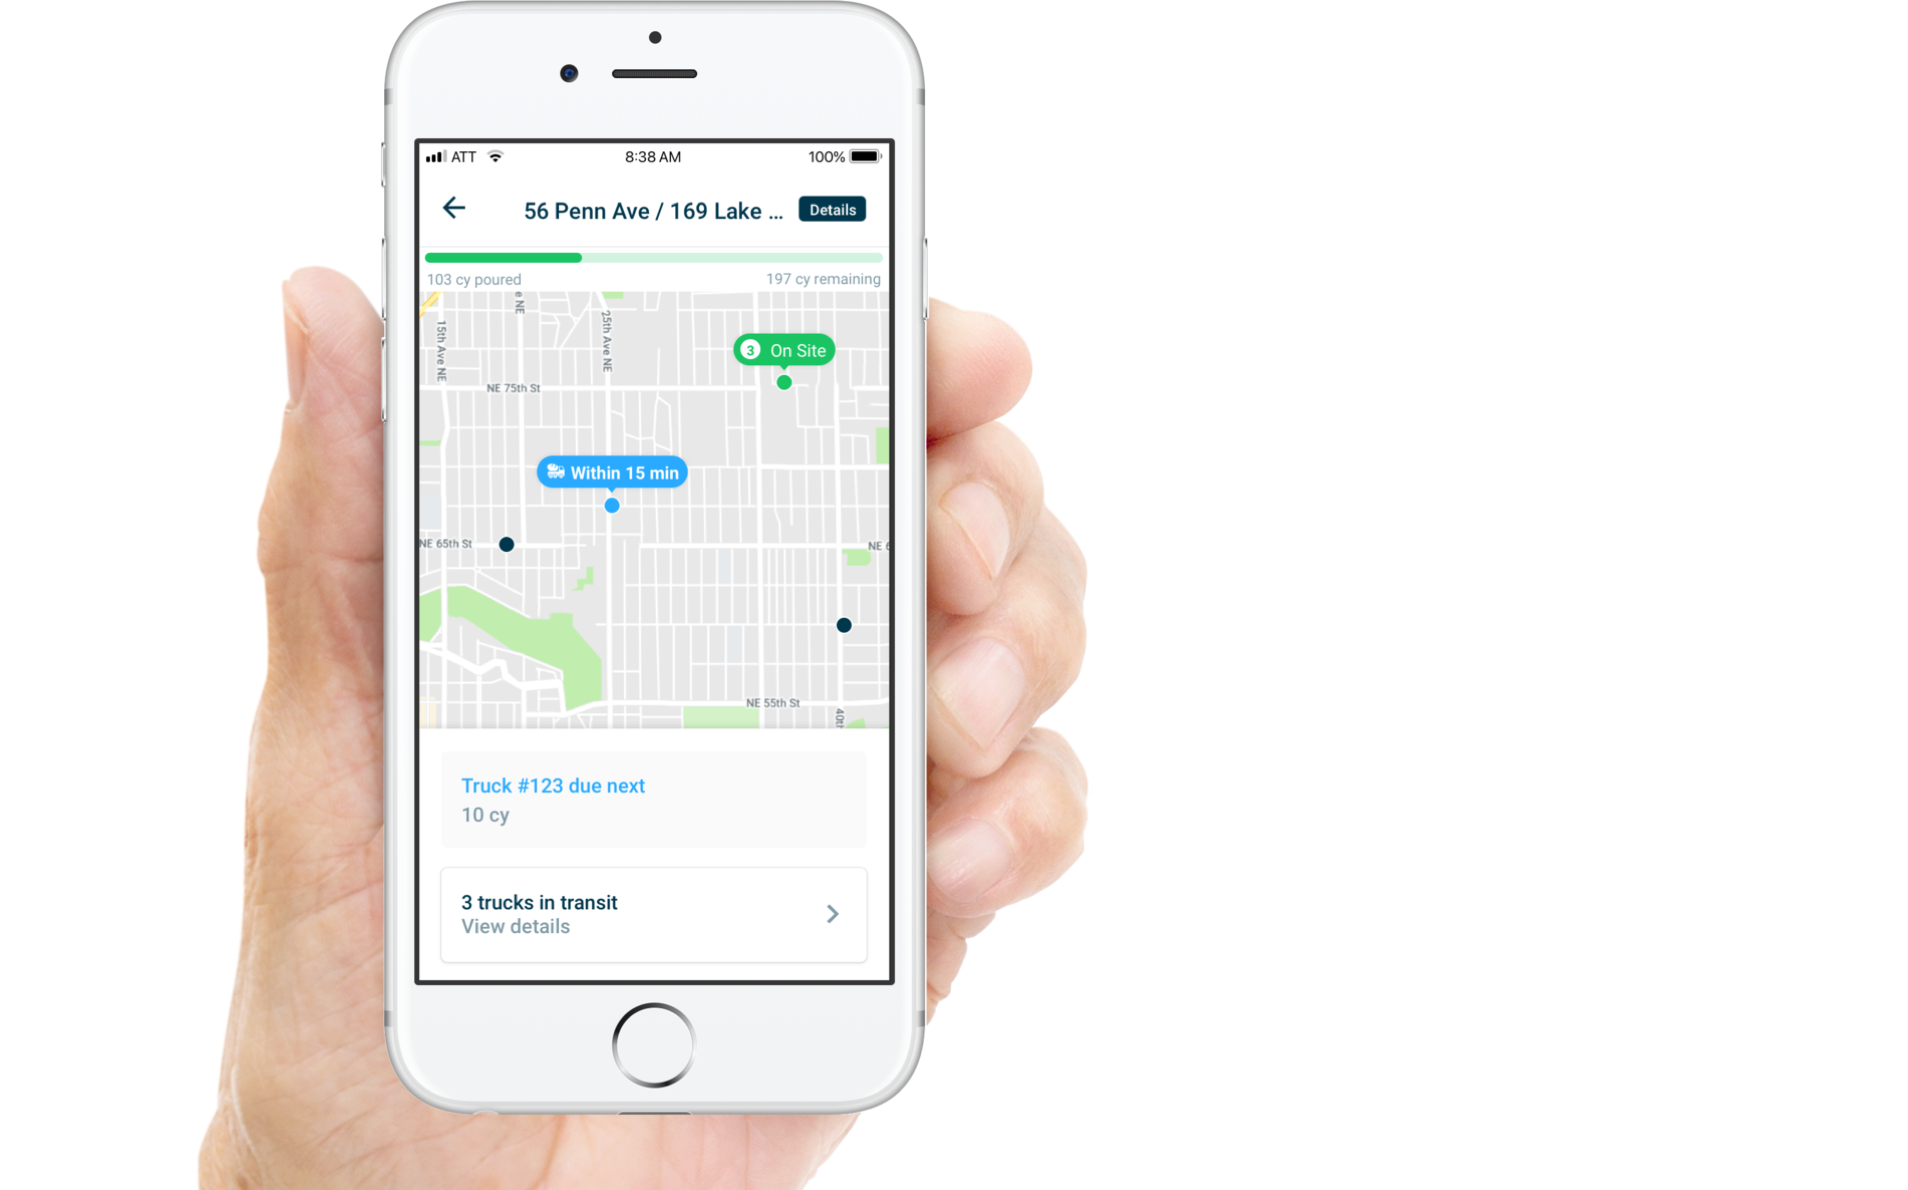 ATT
8:38 AM
100%
56 Penn Ave / 169 Lake ...
Details
103 cy poured
197 cy remaining
e NE
15th Ave NE
25th Ave NE
3 On Site
NE 75th St
Within 15 min
NE 65th St
NE 6
NE 55th St
40th
Truck #123 due next
10 cy
3 trucks in transit
View details